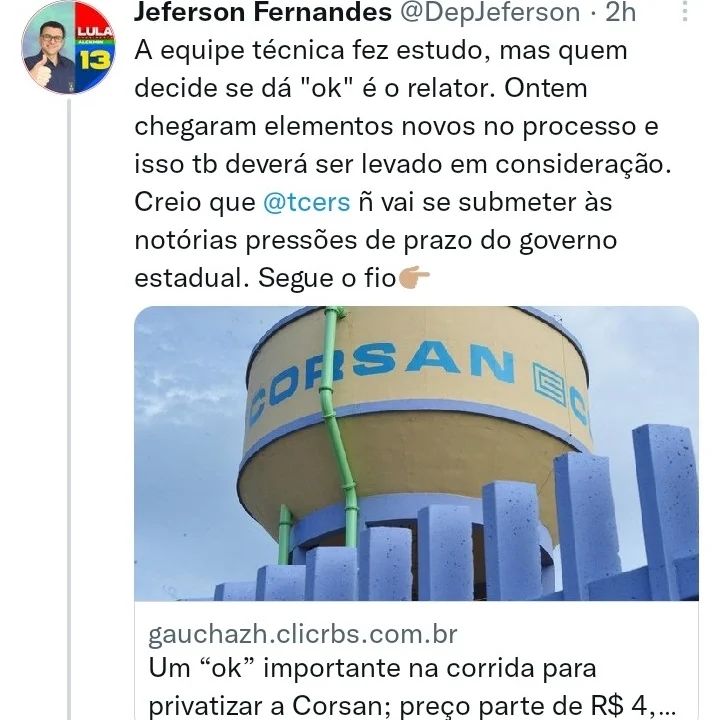 Jeferson Fernandes @DepJeferson · 2h
LULA
ALCKMIN
13
A equipe técnica fez estudo, mas quem
decide se dá "ok" é o relator. Ontem
chegaram elementos novos no processo e
isso tb deverá ser levado em consideração.
Creio que @tcers ñ vai se submeter às
notórias pressões de prazo do governo
estadual. Segue o fio👉🏽
CORSAN C
gauchazh.clicrbs.com.br
Um “ok” importante na corrida para
privatizar a Corsan; preço parte de R$ 4,...